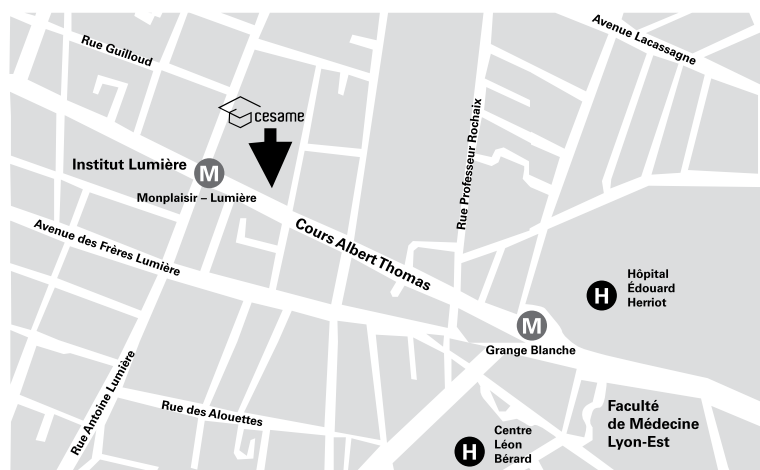 Avenue Lacassagne
Rue Guilloud
cesame
Rue Professeur Rochaix
Institut Lumière
M
Monplaisir – Lumière
Avenue des Frères Lumière
Cours Albert Thomas
H
Hôpital
Édouard
Herriot
M
Grange Blanche
Rue Antoine Lumière
Rue des Alouettes
Faculté
de Médecine
Lyon-Est
H
Centre
Léon
Bérard